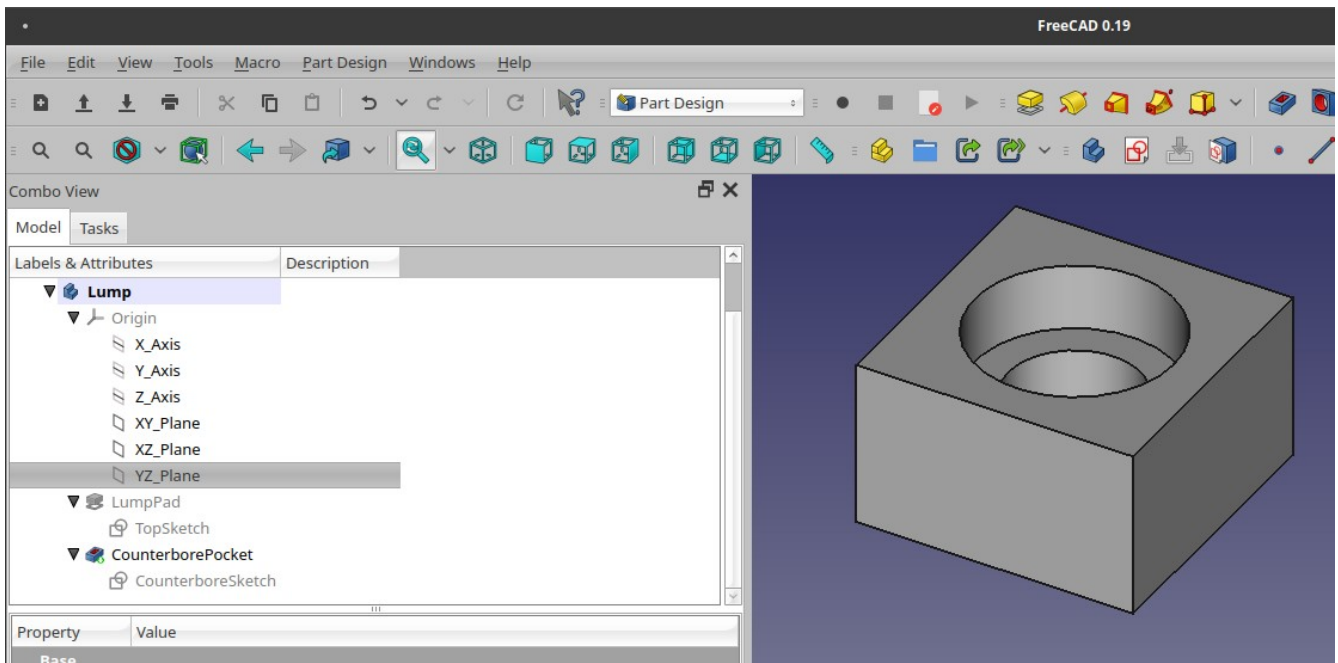 FreeCAD 0.19
File Edit View Tools Macro Part Design Windows Help
Part Design
Combo View
Model Tasks
Labels & Attributes Description
Lump
Origin
X_Axis
Y_Axis
Z_Axis
XY_Plane
XZ_Plane
YZ_Plane
LumpPad
TopSketch
CounterborePocket
CounterboreSketch
Property Value
Base